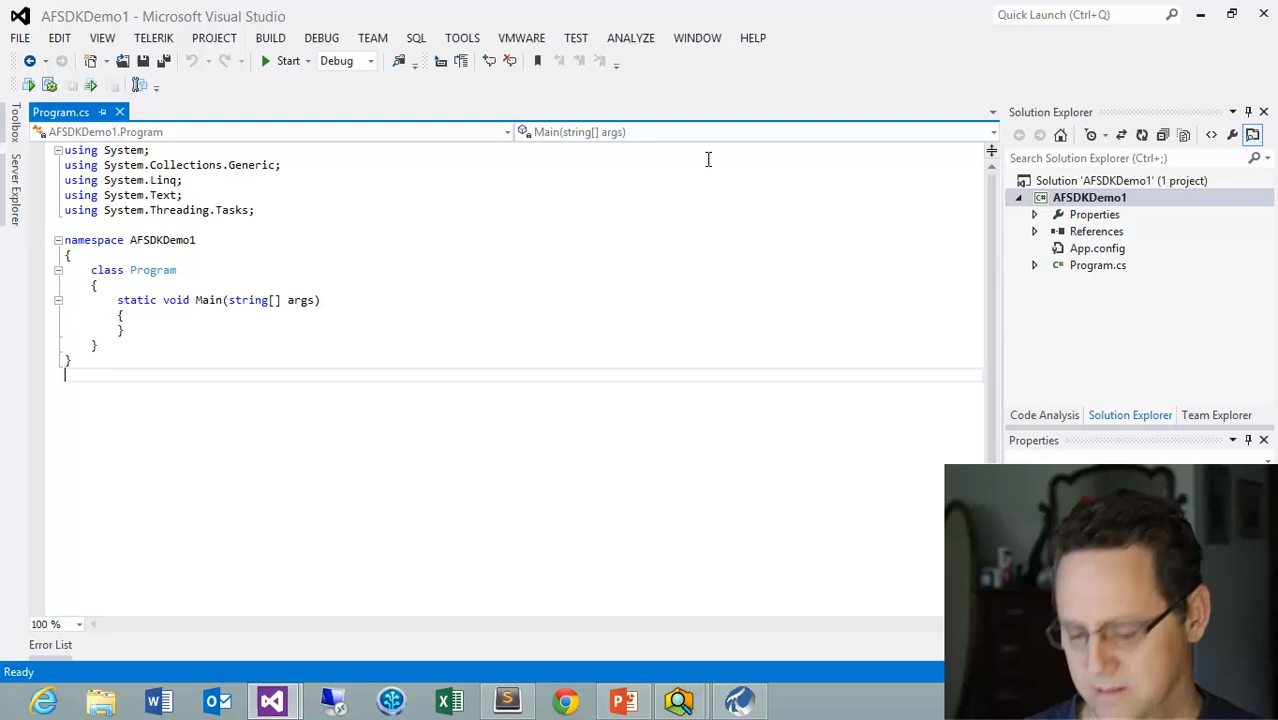 AFSDKDemo1 - Microsoft Visual Studio
Quick Launch (Ctrl+Q)
FILE EDIT VIEW TELERIK PROJECT BUILD DEBUG TEAM SQL TOOLS VMWARE TEST ANALYZE WINDOW HELP
Start Debug
Program.cs
Solution Explorer
AFSDKDemo1.Program
Main(string[] args)
Toolbox
Server Explorer
using System;
using System.Collections.Generic;
using System.Linq;
using System.Text;
using System.Threading.Tasks;
namespace AFSDKDemo1
{
class Program
{
static void Main(string[] args)
{
}
}
}
Search Solution Explorer (Ctrl+;)
Solution 'AFSDKDemo1' (1 project)
C# AFSDKDemo1
Properties
References
App.config
C# Program.cs
Code Analysis Solution Explorer Team Explorer
Properties
100 %
Error List
Ready